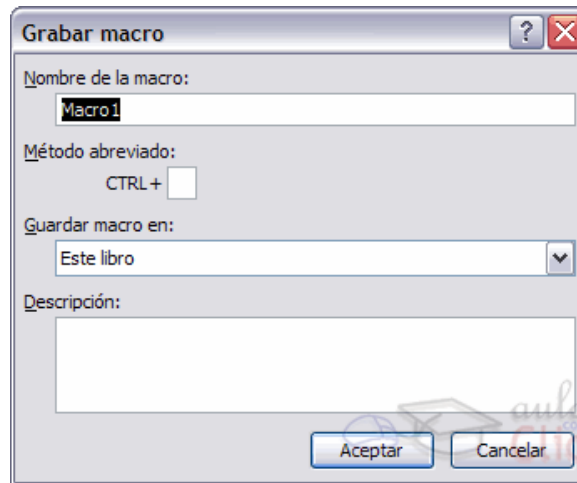 Grabar macro
Nombre de la macro:
Macro1
Método abreviado:
CTRL+
Guardar macro en:
Este libro
Descripción:
Aceptar
Cancelar